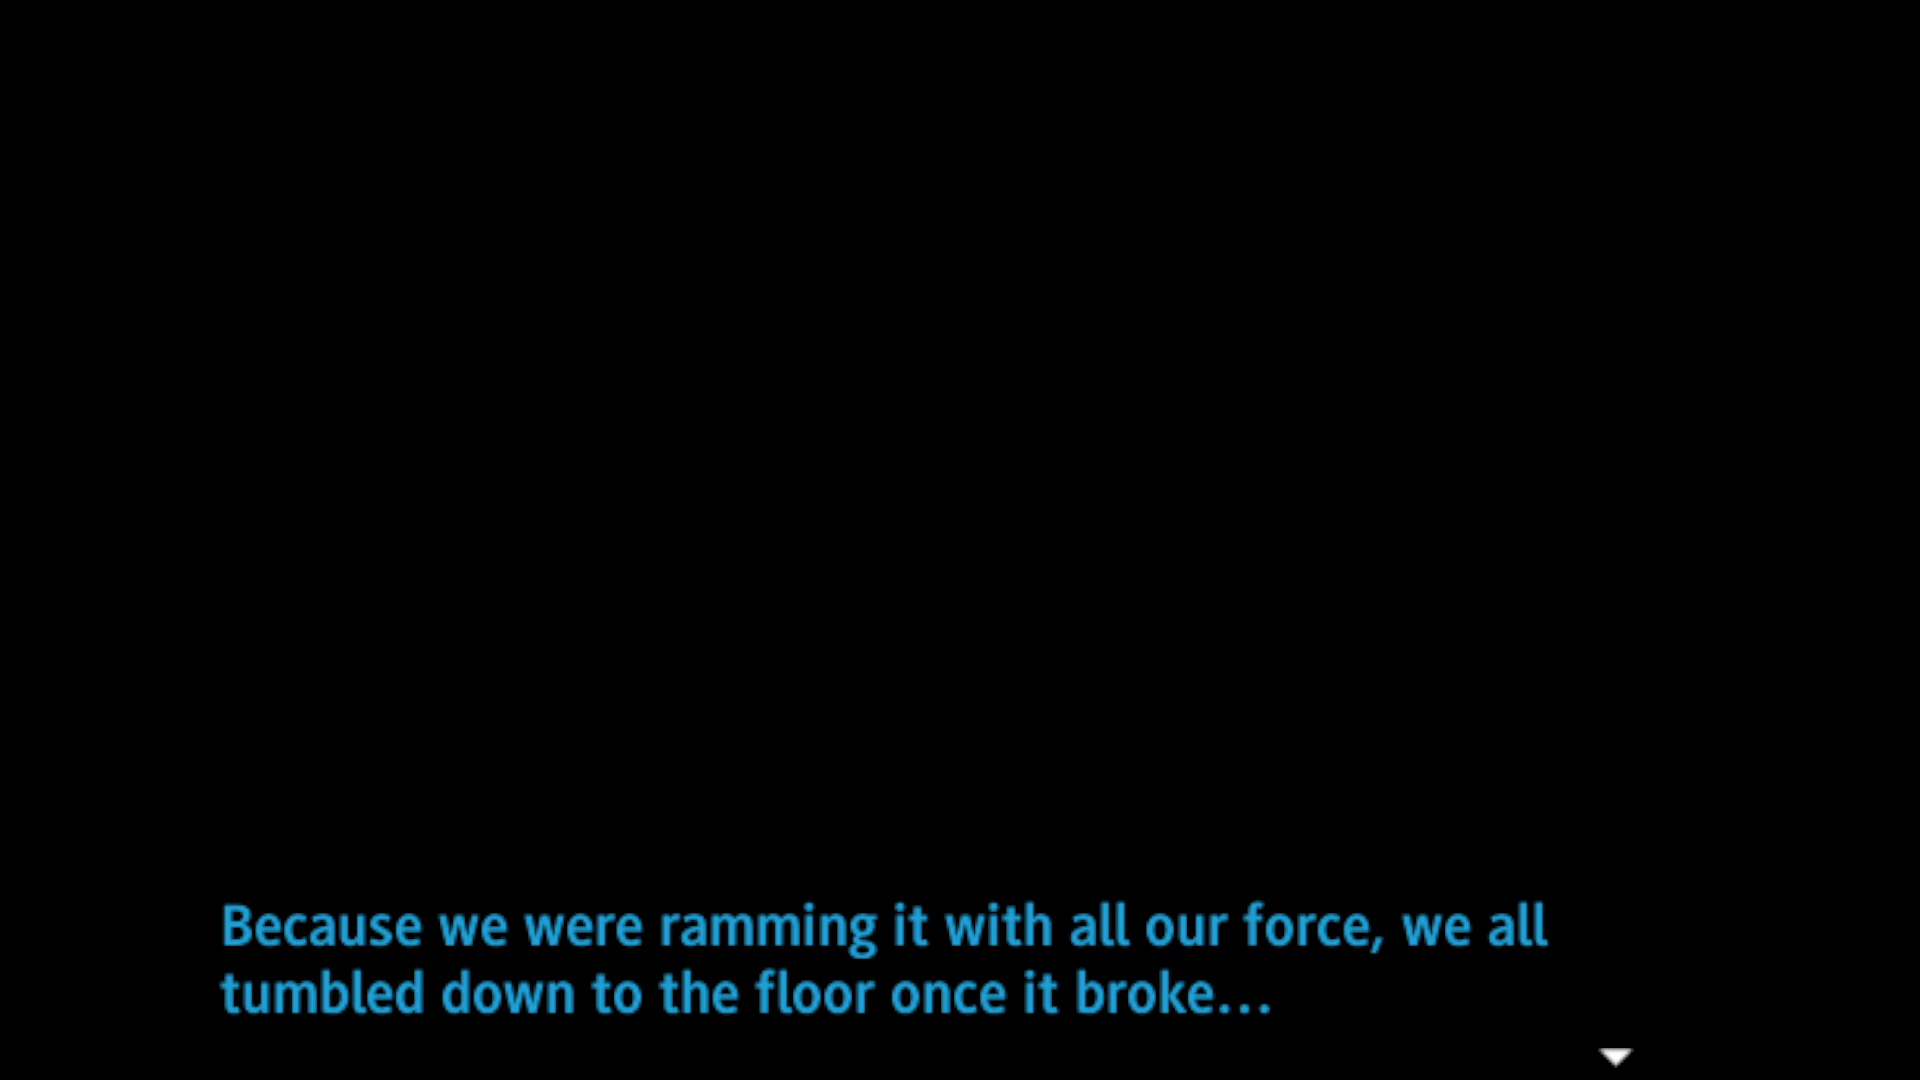 Because we were ramming it with all our force, we all
tumbled down to the floor once it broke...